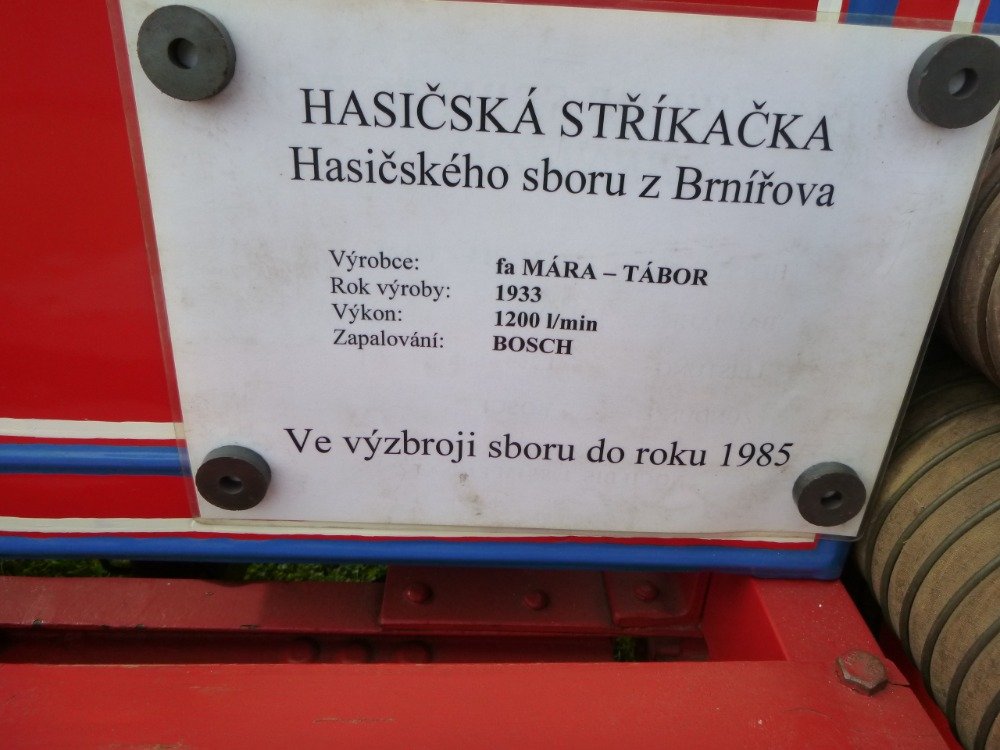 HASIČSKÁ STŘÍKAČKA
Hasičského sboru z Brnířova
Výrobce: fa MÁRA – TÁBOR
Rok výroby: 1933
Výkon: 1200 l/min
Zapalování: BOSCH
Ve výzbroji sboru do roku 1985